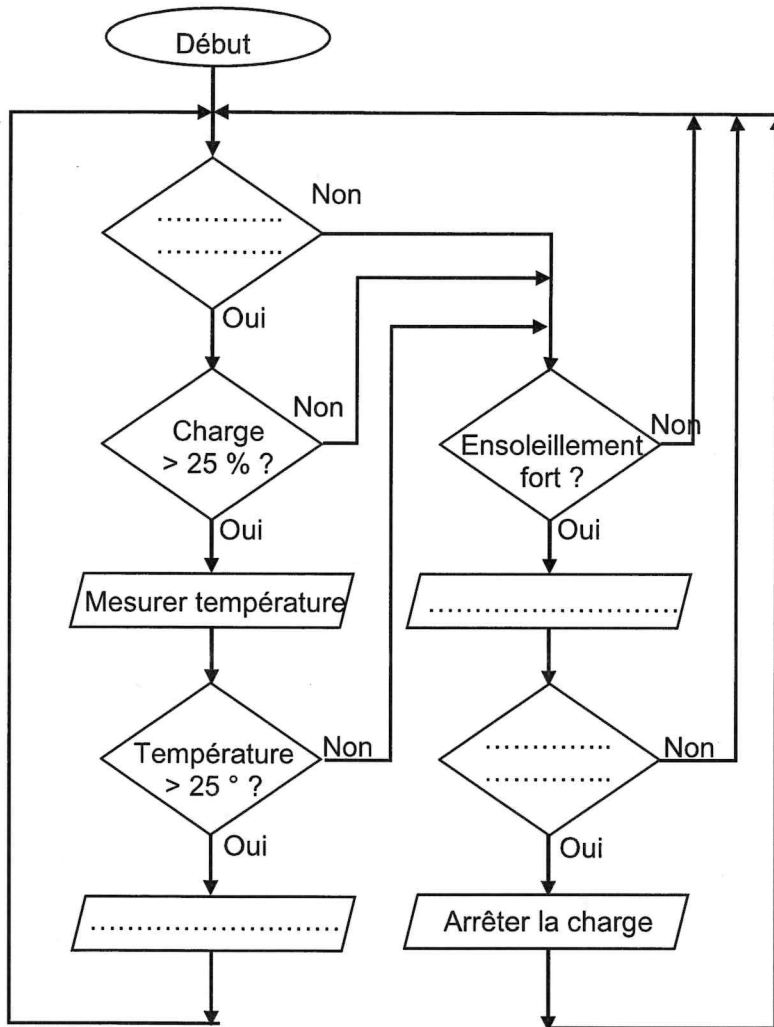 Début
Non
..............
..............
Oui
Charge
> 25 % ?
Non
Ensoleillement
fort ?
Non
Oui
Oui
Mesurer température
............................
Température
> 25 ° ?
Non
..............
..............
Non
Oui
Oui
............................
Arrêter la charge